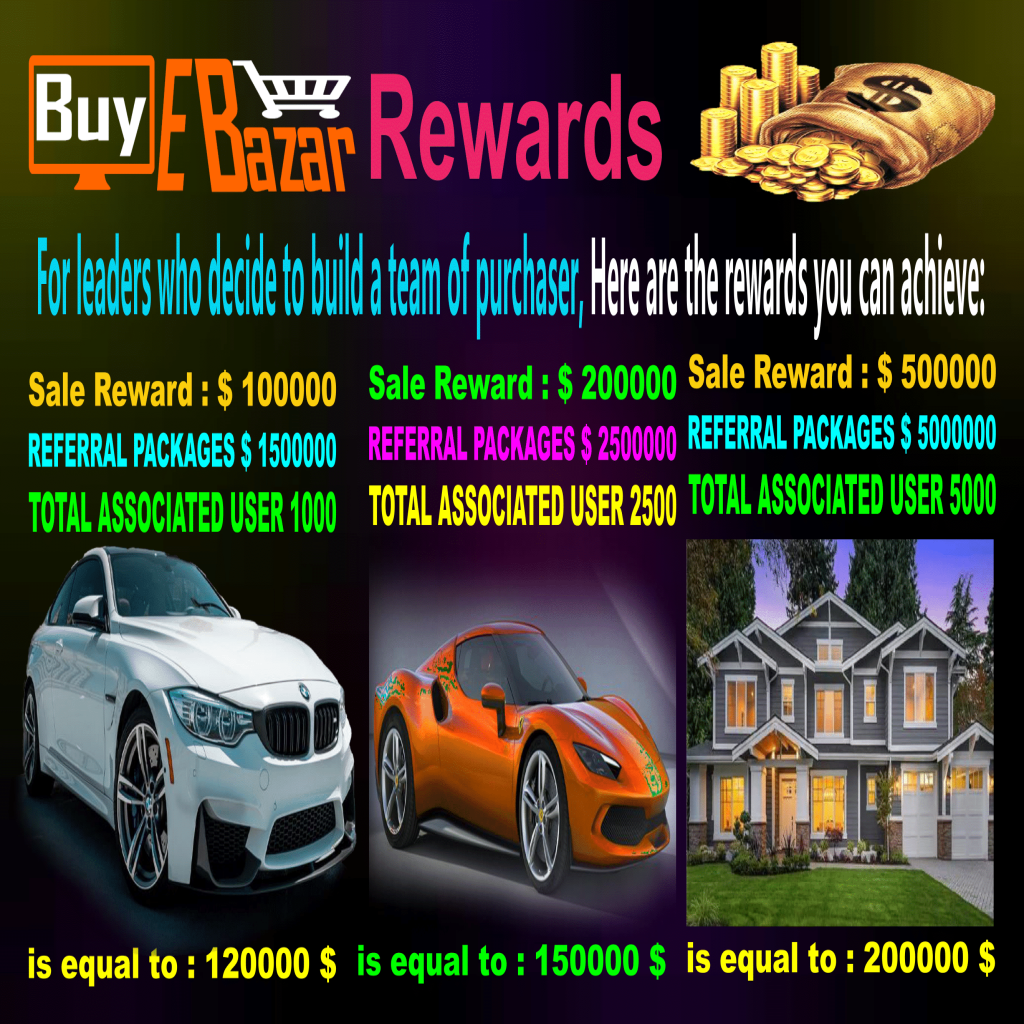 Buy E Bazar Rewards
For leaders who decide to build a team of purchaser, Here are the rewards you can achieve:
Sale Reward : $ 100000
REFERRAL PACKAGES $ 1500000
TOTAL ASSOCIATED USER 1000
is equal to : 120000 $
Sale Reward : $ 200000
REFERRAL PACKAGES $ 2500000
TOTAL ASSOCIATED USER 2500
is equal to : 150000 $
Sale Reward : $ 500000
REFERRAL PACKAGES $ 5000000
TOTAL ASSOCIATED USER 5000
is equal to : 200000 $